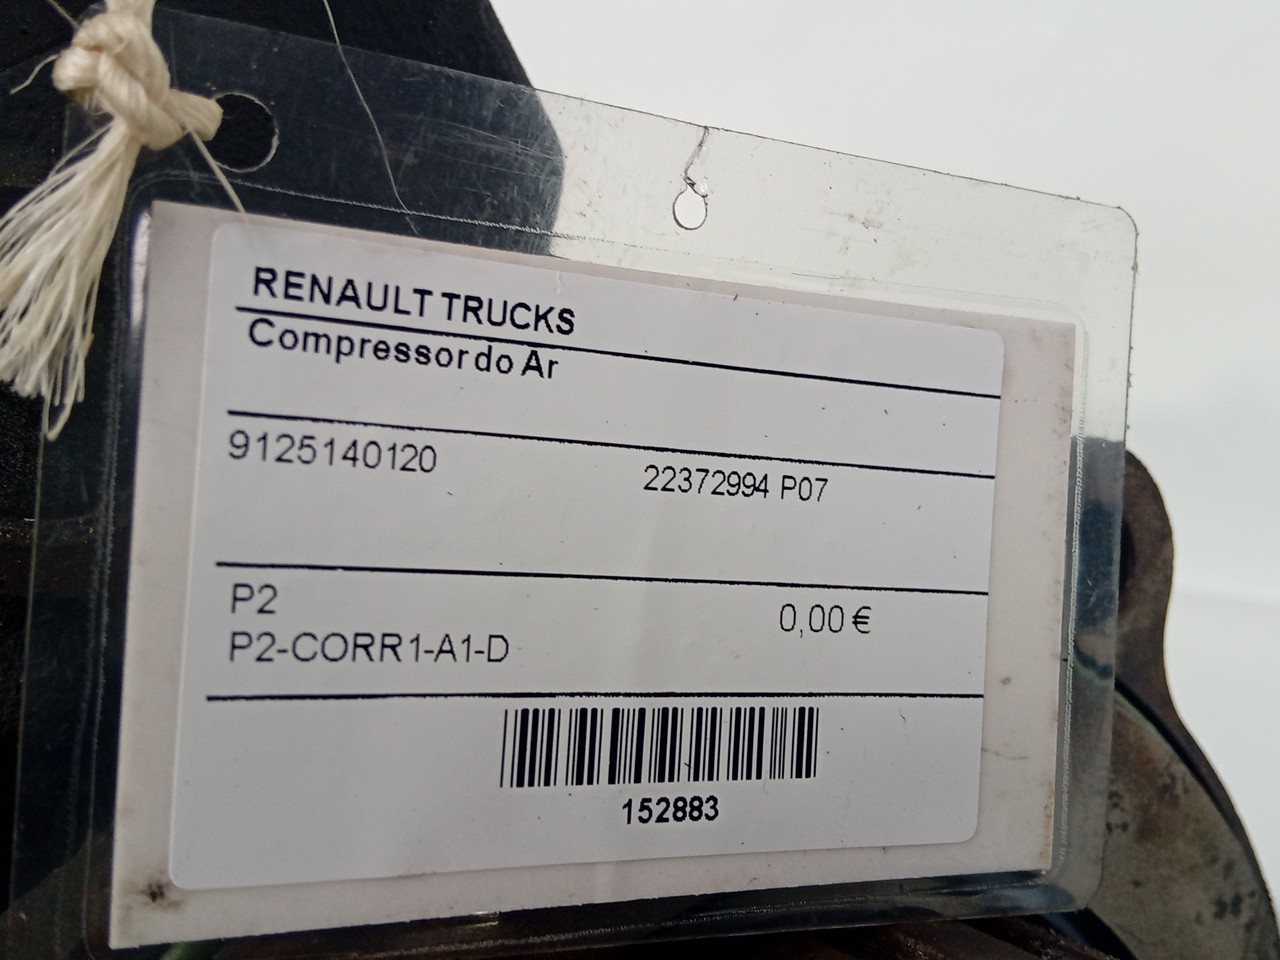 RENAULT TRUCKS
Compressor do Ar
9125140120
22372994 P07
P2
0,00 €
P2-CORR1-A1-D
152883